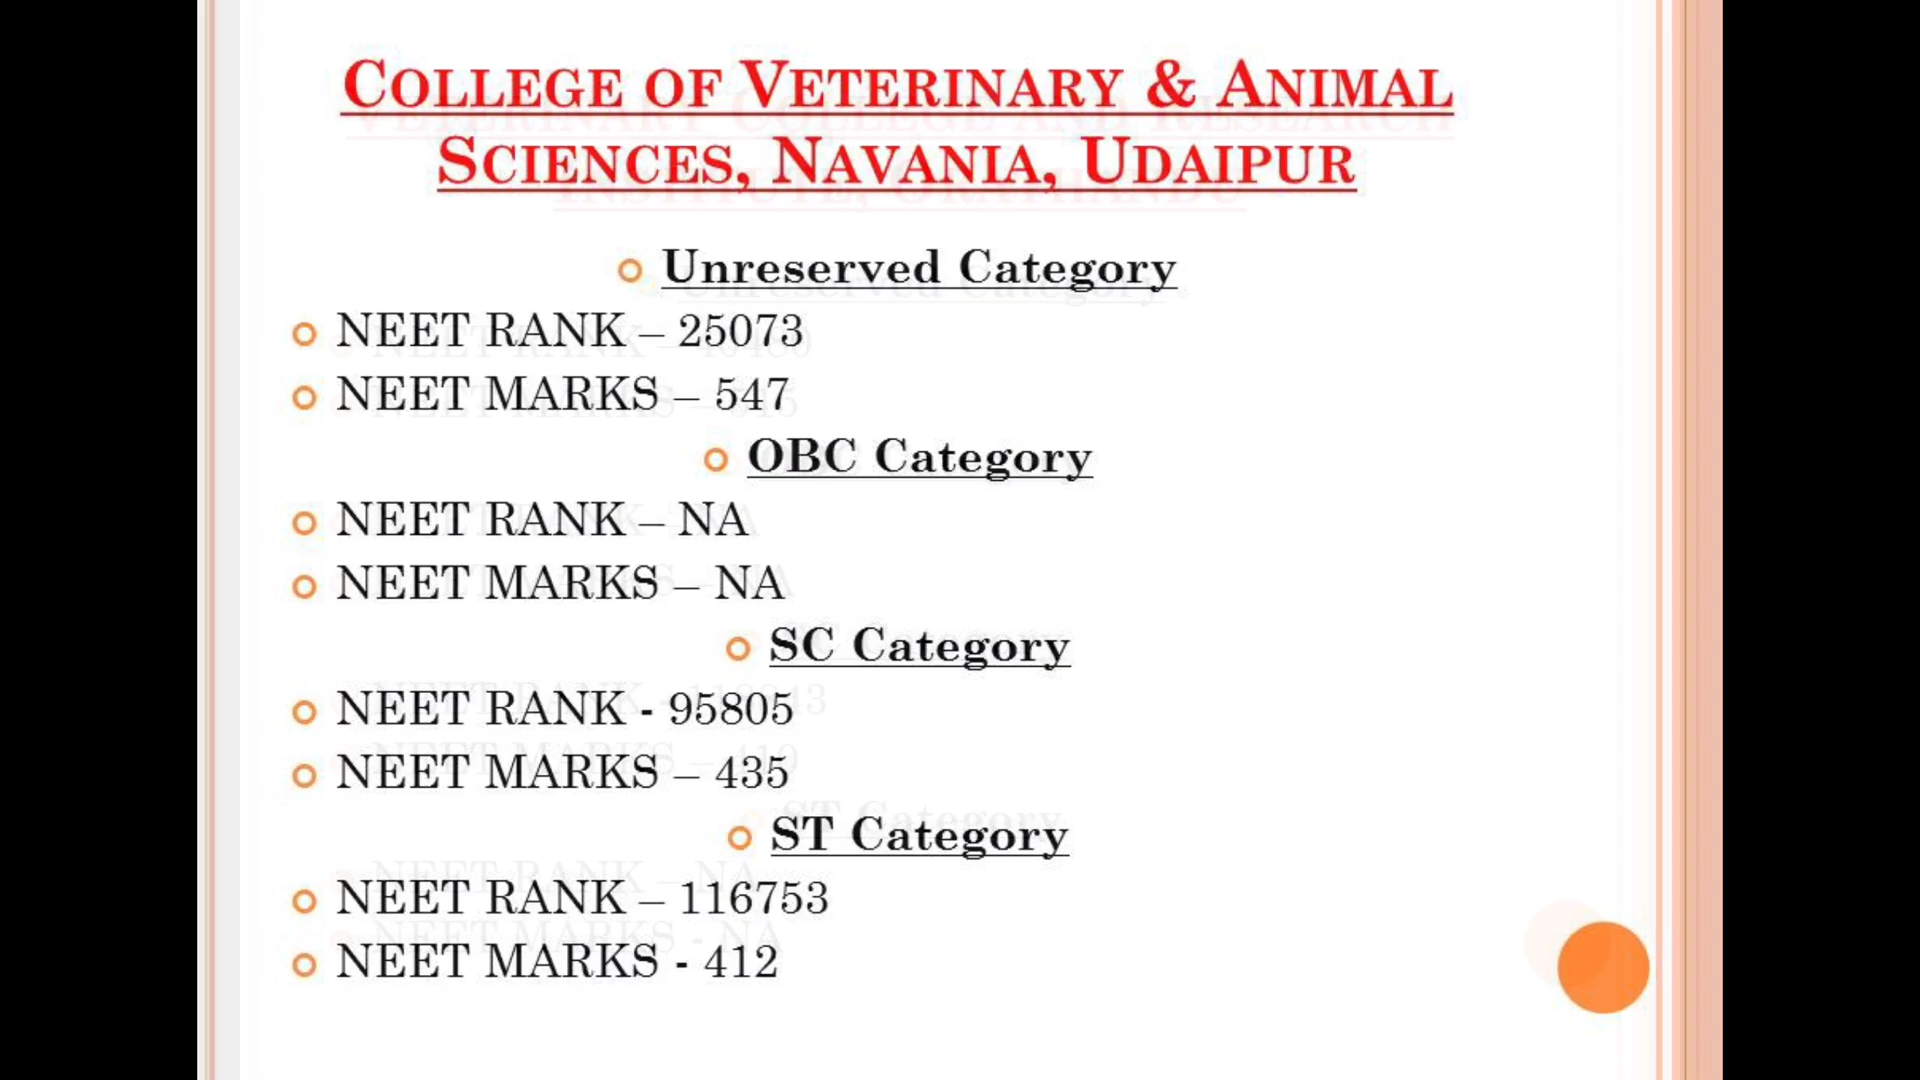 COLLEGE OF VETERINARY & ANIMAL
SCIENCES, NAVANIA, UDAIPUR
Unreserved Category
NEET RANK – 25073
NEET MARKS – 547
OBC Category
NEET RANK – NA
NEET MARKS – NA
SC Category
NEET RANK - 95805
NEET MARKS – 435
ST Category
NEET RANK – 116753
NEET MARKS - 412